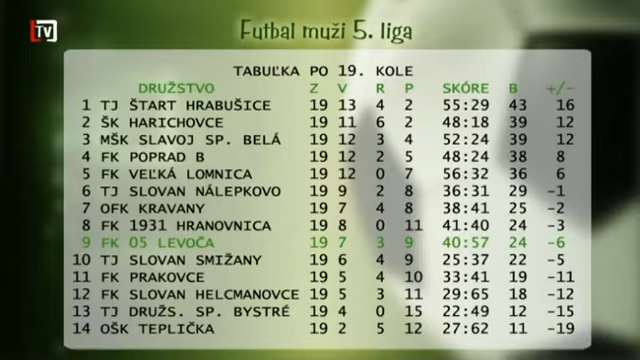 LTV
Futbal muži 5. liga
TABUĽKA PO 19. KOLE
DRUŽSTVO Z V R P SKÓRE B +/-
1 TJ ŠTART HRABUŠICE 19 13 4 2 55:29 43 16
2 ŠK HARICHOVCE 19 11 6 2 48:18 39 12
3 MŠK SLAVOJ SP. BELÁ 19 12 3 4 52:24 39 12
4 FK POPRAD B 19 12 2 5 48:24 38 8
5 FK VEĽKÁ LOMNICA 19 12 0 7 56:32 36 6
6 TJ SLOVAN NÁLEPKOVO 19 9 2 8 36:31 29 -1
7 OFK KRAVANY 19 7 4 8 38:41 25 -2
8 FK 1931 HRANOVNICA 19 8 0 11 41:40 24 -3
9 FK 05 LEVOČA 19 7 3 9 40:57 24 -6
10 TJ SLOVAN SMIŽANY 19 6 4 9 25:37 22 -5
11 FK PRAKOVCE 19 5 4 10 33:41 19 -11
12 FK SLOVAN HELCMANOVCE 19 5 3 11 29:65 18 -12
13 TJ DRUŽS. SP. BYSTRÉ 19 4 0 15 22:49 12 -15
14 OŠK TEPLIČKA 19 2 5 12 27:62 11 -19